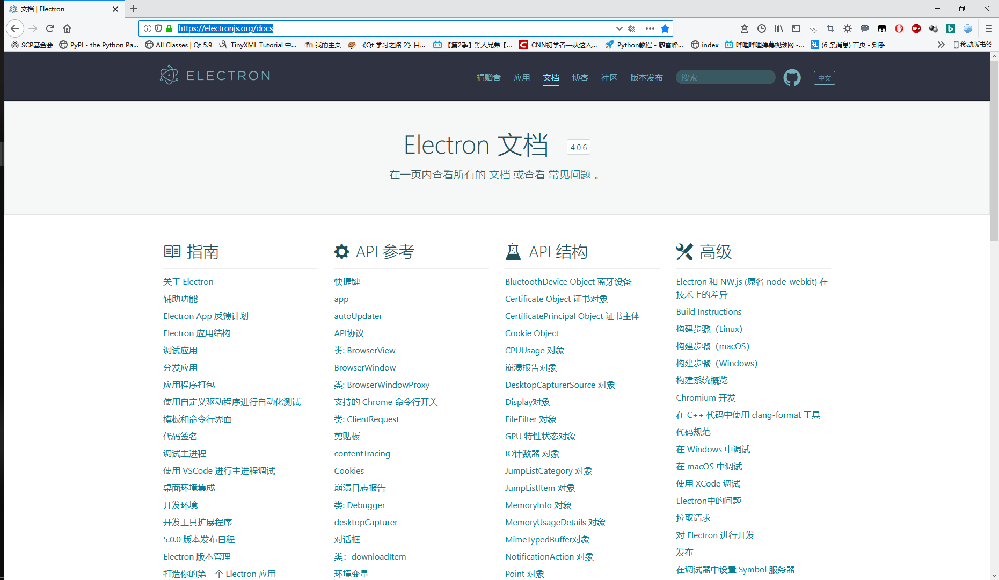 文档 | Electron
https://electronjs.org/docs
SCP基金会
PyPI - the Python Pa...
All Classes | Qt 5.9
TinyXML Tutorial 中...
我的主页
《Qt 学习之路 2》目...
【第2季】黑人兄弟【...
CNN初学者—从这入...
Python教程 - 廖雪峰...
index
哔哩哔哩弹幕视频网 -...
知
(6 条消息) 首页 - 知乎
移动版书签
ELECTRON
捐赠者
应用
文档
博客
社区
版本发布
搜索
中文
Electron 文档
4.0.6
在一页内查看所有的 文档 或查看 常见问题 。
指南
关于 Electron
辅助功能
Electron App 反馈计划
Electron 应用结构
调试应用
分发应用
应用程序打包
使用自定义驱动程序进行自动化测试
模板和命令行界面
代码签名
调试主进程
使用 VSCode 进行主进程调试
桌面环境集成
开发环境
开发工具扩展程序
5.0.0 版本发布日程
Electron 版本管理
打造你的第一个 Electron 应用
API 参考
快捷键
app
autoUpdater
API协议
类: BrowserView
BrowserWindow
类: BrowserWindowProxy
支持的 Chrome 命令行开关
类: ClientRequest
剪贴板
contentTracing
Cookies
崩溃日志报告
类: Debugger
desktopCapturer
对话框
类：downloadItem
环境变量
API 结构
BluetoothDevice Object 蓝牙设备
Certificate Object 证书对象
CertificatePrincipal Object 证书主体
Cookie Object
CPUUsage 对象
崩溃报告对象
DesktopCapturerSource 对象
Display对象
FileFilter 对象
GPU 特性状态对象
IO计数器 对象
JumpListCategory 对象
JumpListItem 对象
MemoryInfo 对象
MemoryUsageDetails 对象
MimeTypedBuffer对象
NotificationAction 对象
Point 对象
高级
Electron 和 NW.js (原名 node-webkit) 在
技术上的差异
Build Instructions
构建步骤（Linux）
构建步骤（macOS）
构建步骤（Windows）
构建系统概览
Chromium 开发
在 C++ 代码中使用 clang-format 工具
代码规范
在 Windows 中调试
在 macOS 中调试
使用 XCode 调试
Electron中的问题
拉取请求
对 Electron 进行开发
发布
在调试器中设置 Symbol 服务器